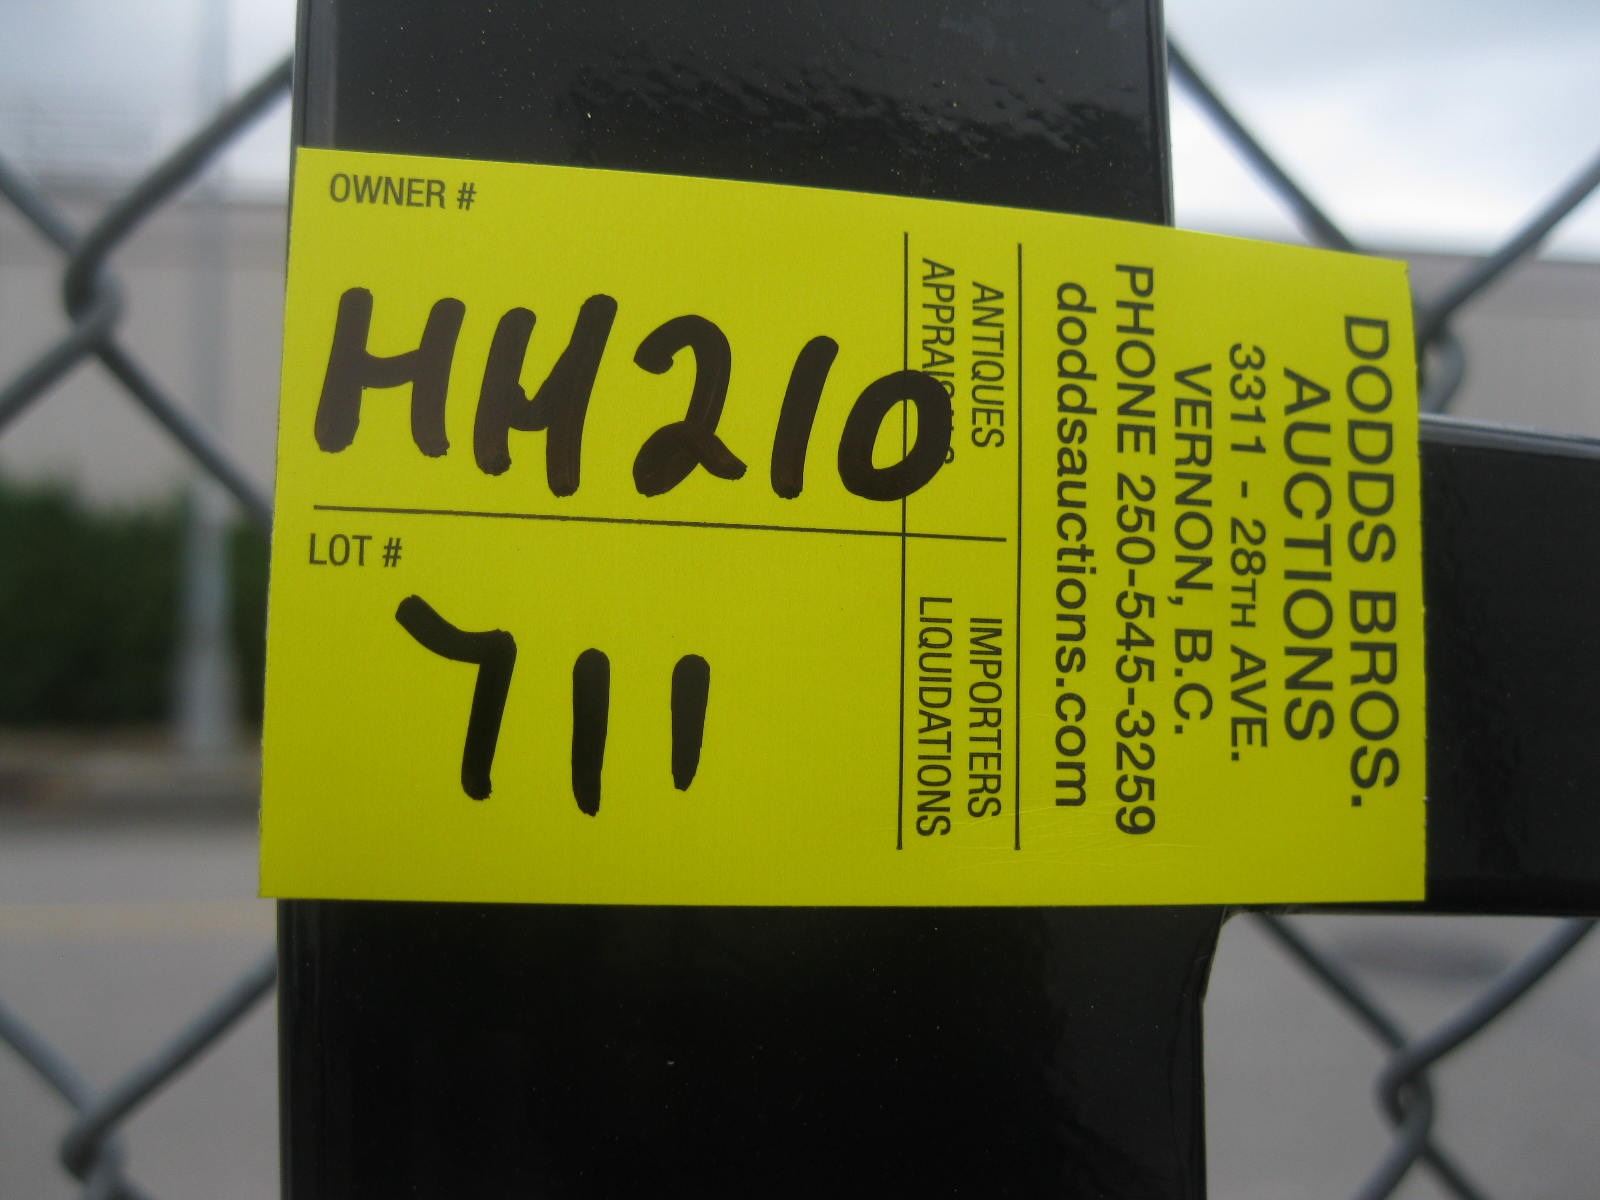 OWNER #
HH210
LOT #
711
DODDS BROS.
AUCTIONS
3311 - 28TH AVE.
VERNON, B.C.
PHONE 250-545-3259
doddsauctions.com
ANTIQUES
APPRAISALS
IMPORTERS
LIQUIDATIONS